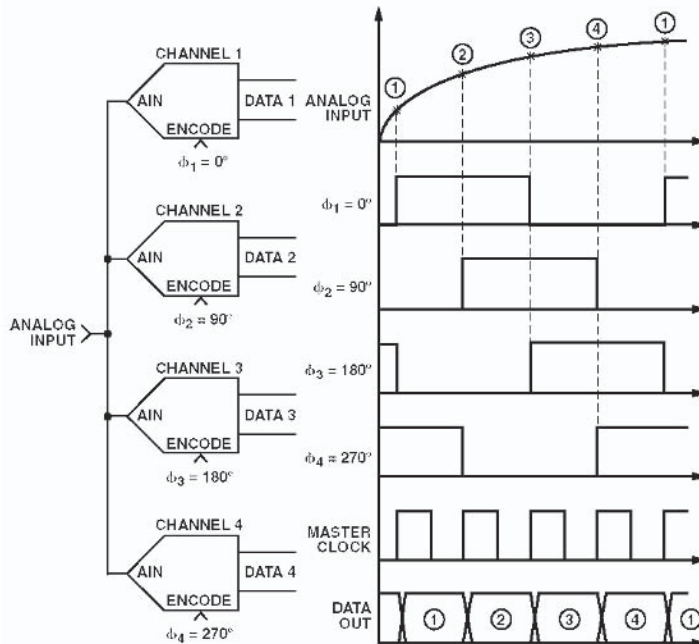 CHANNEL 1
AIN
DATA 1
ENCODE
ϕ1 = 0°
CHANNEL 2
AIN
DATA 2
ENCODE
ϕ2 = 90°
ANALOG
INPUT
CHANNEL 3
AIN
DATA 3
ENCODE
ϕ3 = 180°
CHANNEL 4
AIN
DATA 4
ENCODE
ϕ4 = 270°
ANALOG
INPUT
① ② ③ ④ ①
ϕ1 = 0°
ϕ2 = 90°
ϕ3 = 180°
ϕ4 = 270°
MASTER
CLOCK
DATA
OUT
① ② ③ ④ ①